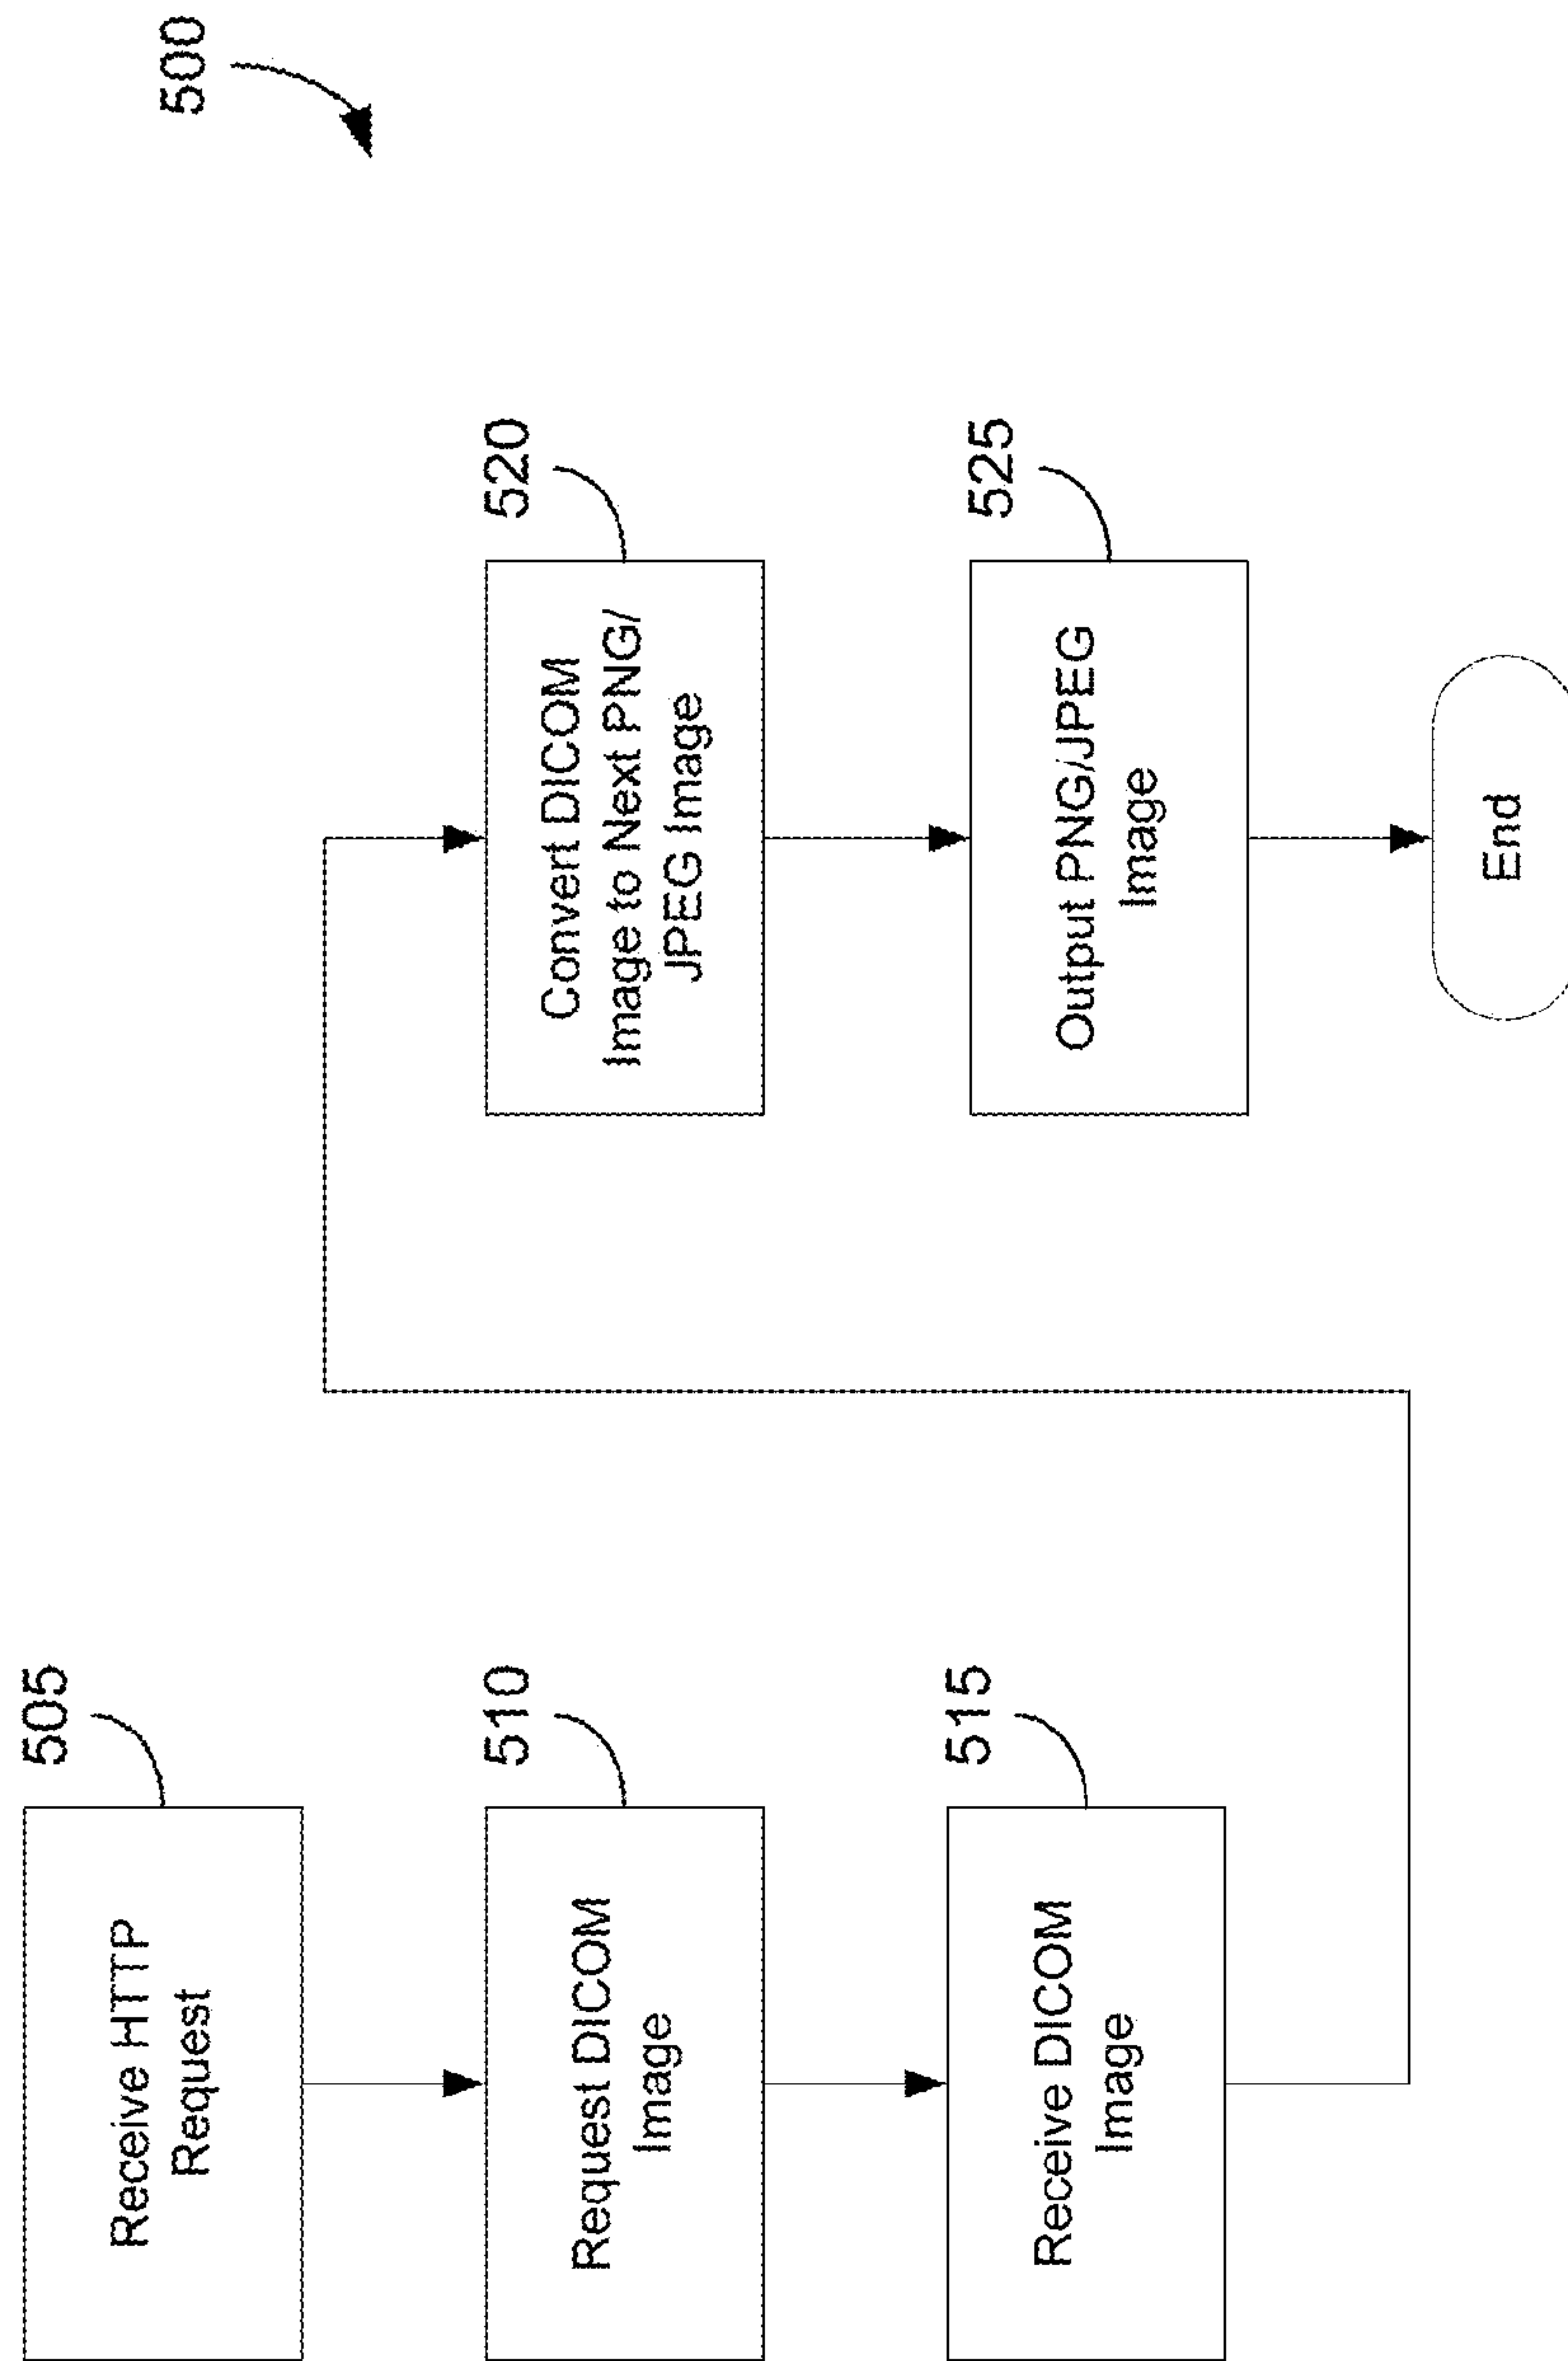 500
505
Receive HTTP
Request
510
Request DICOM
Image
515
Receive DICOM
Image
520
Convert DICOM
Image to Next PNG/
JPEG Image
525
Output PNG/JPEG
Image
End